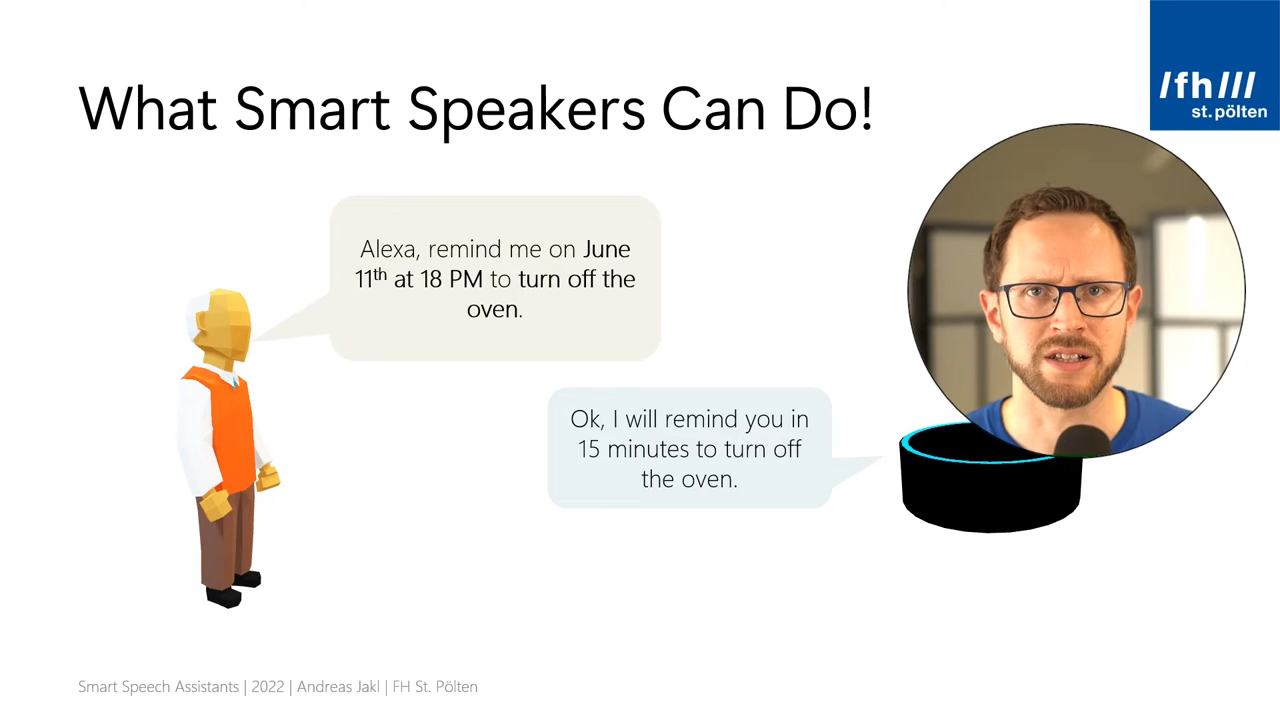 What Smart Speakers Can Do!
/fh///
st.pölten
Alexa, remind me on June
11th at 18 PM to turn off the
oven.
Ok, I will remind you in
15 minutes to turn off
the oven.
Smart Speech Assistants | 2022 | Andreas Jakl | FH St. Pölten